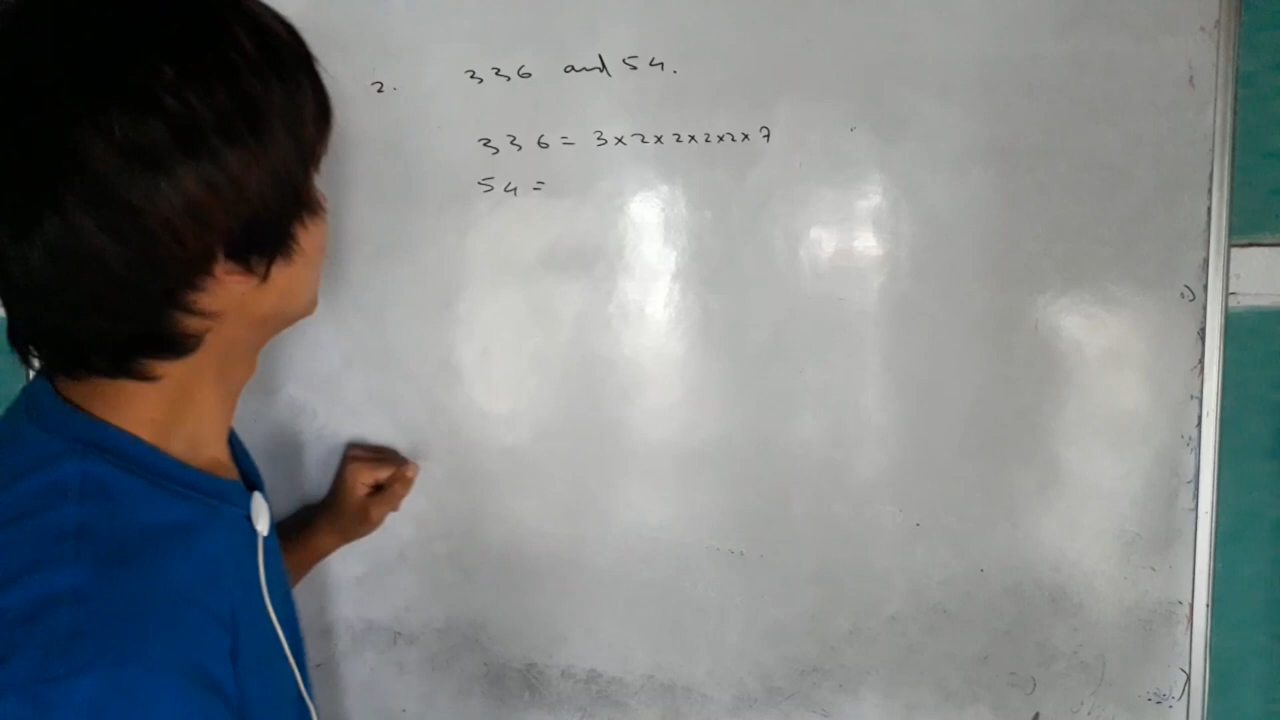 2. 336 and 54.
336 = 3x2x2x2x2x7
54 =